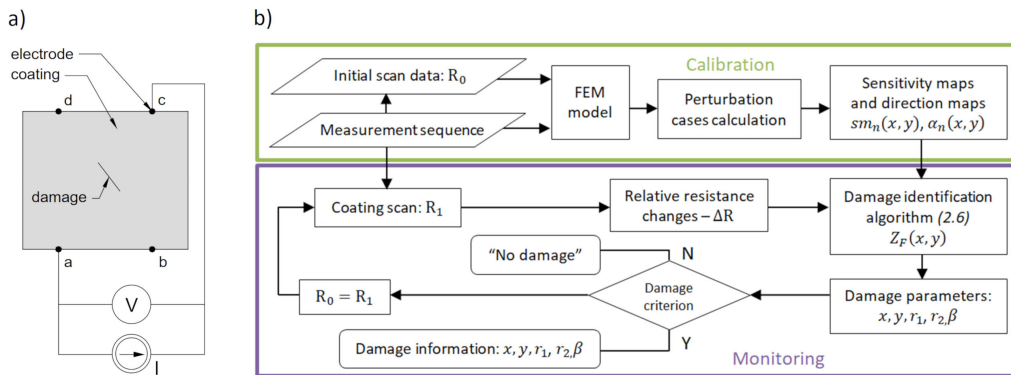 a)
electrode
coating
d
c
damage
a
b
V
I
b)
Calibration
Initial scan data: R₀
Measurement sequence
FEM
model
Perturbation
cases calculation
Sensitivity maps
and direction maps
smₙ(x, y), αₙ(x, y)
Coating scan: R₁
Relative resistance
changes – ΔR
Damage identification
algorithm (2.6)
Z_F(x, y)
"No damage"
N
R₀ = R₁
Damage
criterion
Damage parameters:
x, y, r₁, r₂, β
Y
Damage information: x, y, r₁, r₂, β
Monitoring